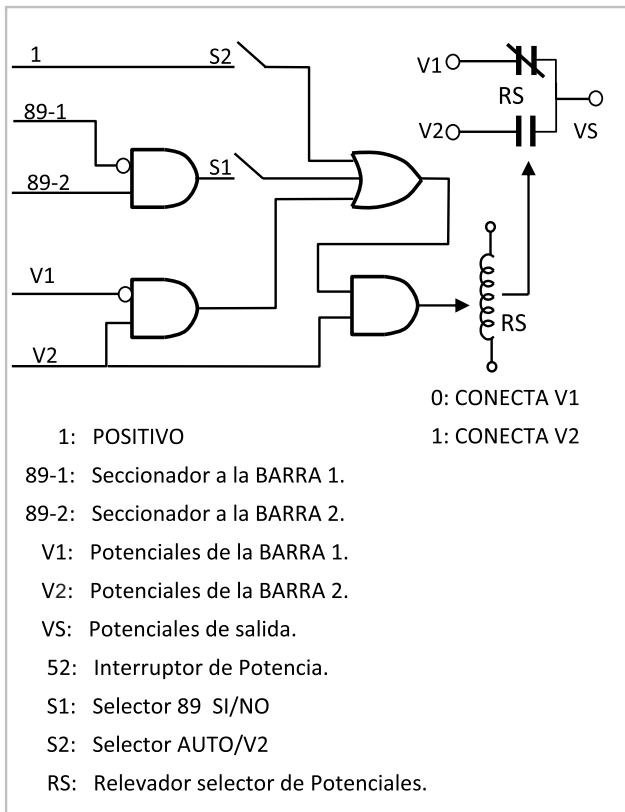 1
S2
V1
RS
89-1
V2
VS
S1
89-2
V1
RS
V2
0: CONECTA V1
1: POSITIVO
1: CONECTA V2
89-1: Seccionador a la BARRA 1.
89-2: Seccionador a la BARRA 2.
V1: Potenciales de la BARRA 1.
V2: Potenciales de la BARRA 2.
VS: Potenciales de salida.
52: Interruptor de Potencia.
S1: Selector 89 SI/NO
S2: Selector AUTO/V2
RS: Relevador selector de Potenciales.